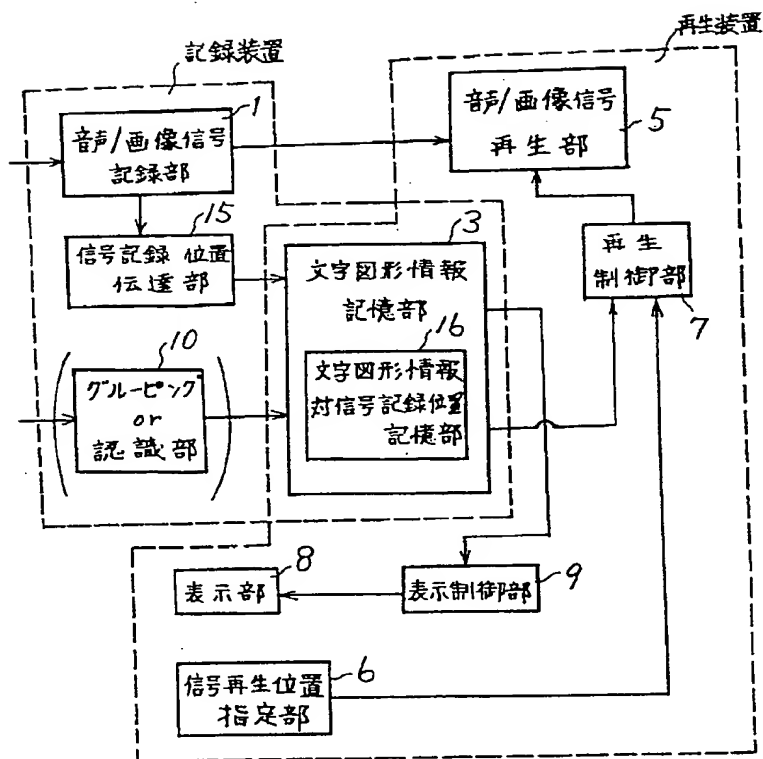 記録装置
再生装置
1
音声/画像信号
記録部
音声/画像信号
再生部
5
15
信号記録位置
伝達部
3
文字図形情報
記憶部
再生
制御部
7
10
グルーピング
or
認識部
16
文字図形情報
対信号記録位置
記憶部
8
表示部
表示制御部
9
6
信号再生位置
指定部